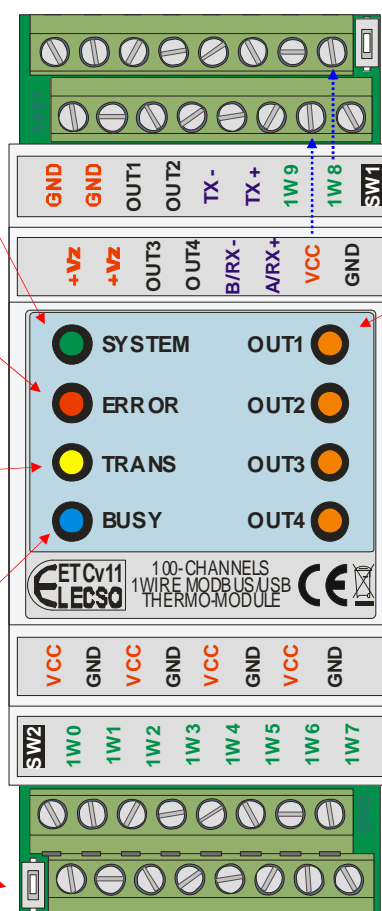 GND GND OUT1 OUT2 TX- TX+ 1W9 1W8 SW1
+Vz +Vz OUT3 OUT4 B/RX- A/RX+ VCC GND
SYSTEM OUT1
ERROR OUT2
TRANS OUT3
BUSY OUT4
ETCv11
ELECSO
100-CHANNELS
1WIRE MODBUS/USB
THERMO-MODULE
CE
VCC GND VCC GND VCC GND VCC GND
SW2 1W0 1W1 1W2 1W3 1W4 1W5 1W6 1W7